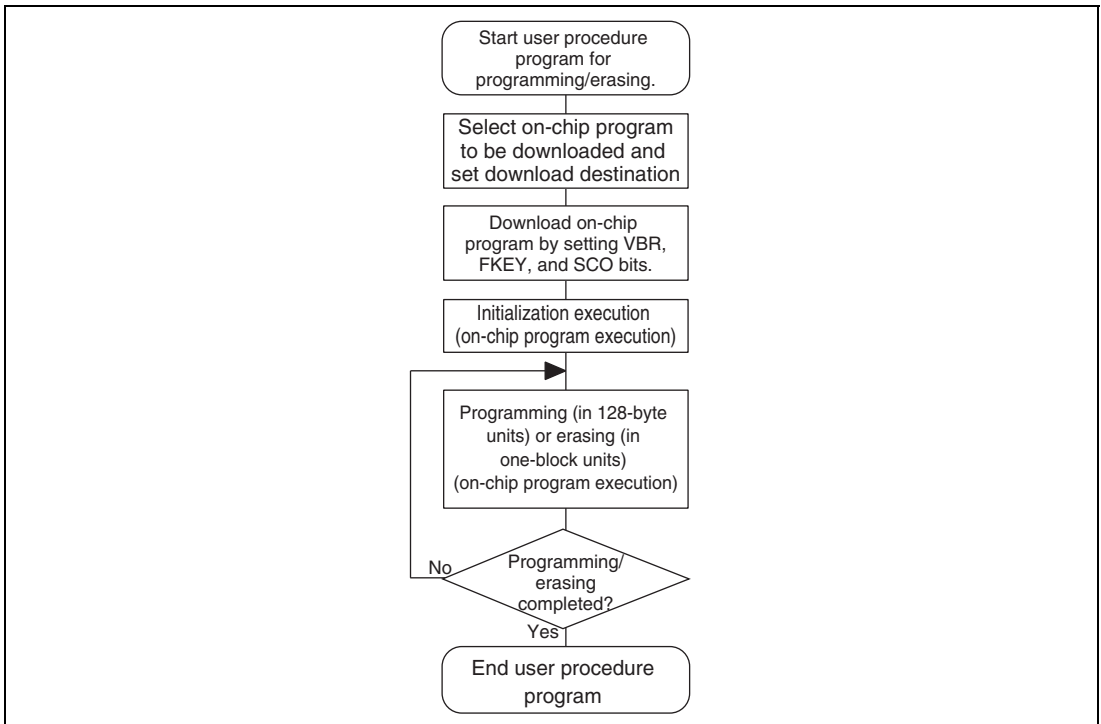 Start user procedure
program for
programming/erasing.
Select on-chip program
to be downloaded and
set download destination
Download on-chip
program by setting VBR,
FKEY, and SCO bits.
Initialization execution
(on-chip program execution)
Programming (in 128-byte
units) or erasing (in
one-block units)
(on-chip program execution)
No
Programming/
erasing
completed?
Yes
End user procedure
program